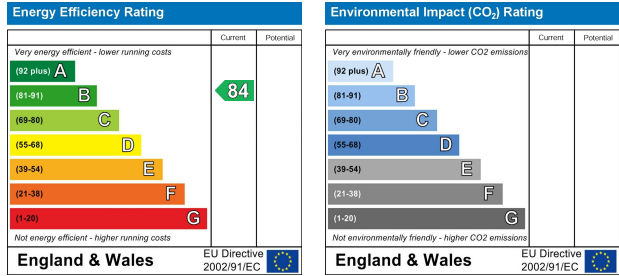 Energy Efficiency Rating
Current Potential
Very energy efficient - lower running costs
(92 plus) A
(81-91) B
84
(69-80) C
(55-68) D
(39-54) E
(21-38) F
(1-20) G
Not energy efficient - higher running costs
England & Wales
EU Directive
2002/91/EC
Environmental Impact (CO₂) Rating
Current Potential
Very environmentally friendly - lower CO2 emissions
(92 plus) A
(81-91) B
(69-80) C
(55-68) D
(39-54) E
(21-38) F
(1-20) G
Not environmentally friendly - higher CO2 emissions
England & Wales
EU Directive
2002/91/EC